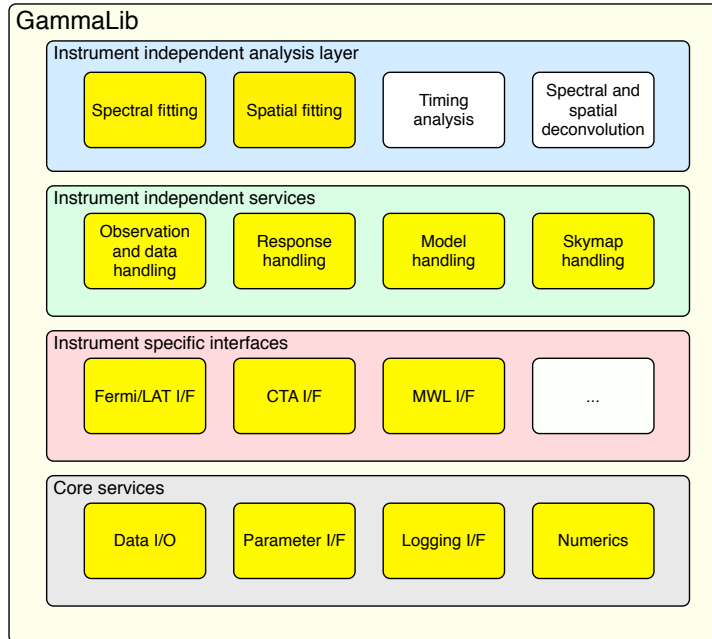 GammaLib
Instrument independent analysis layer
Spectral fitting
Spatial fitting
Timing
analysis
Spectral and
spatial
deconvolution
Instrument independent services
Observation
and data
handling
Response
handling
Model
handling
Skymap
handling
Instrument specific interfaces
Fermi/LAT I/F
CTA I/F
MWL I/F
...
Core services
Data I/O
Parameter I/F
Logging I/F
Numerics